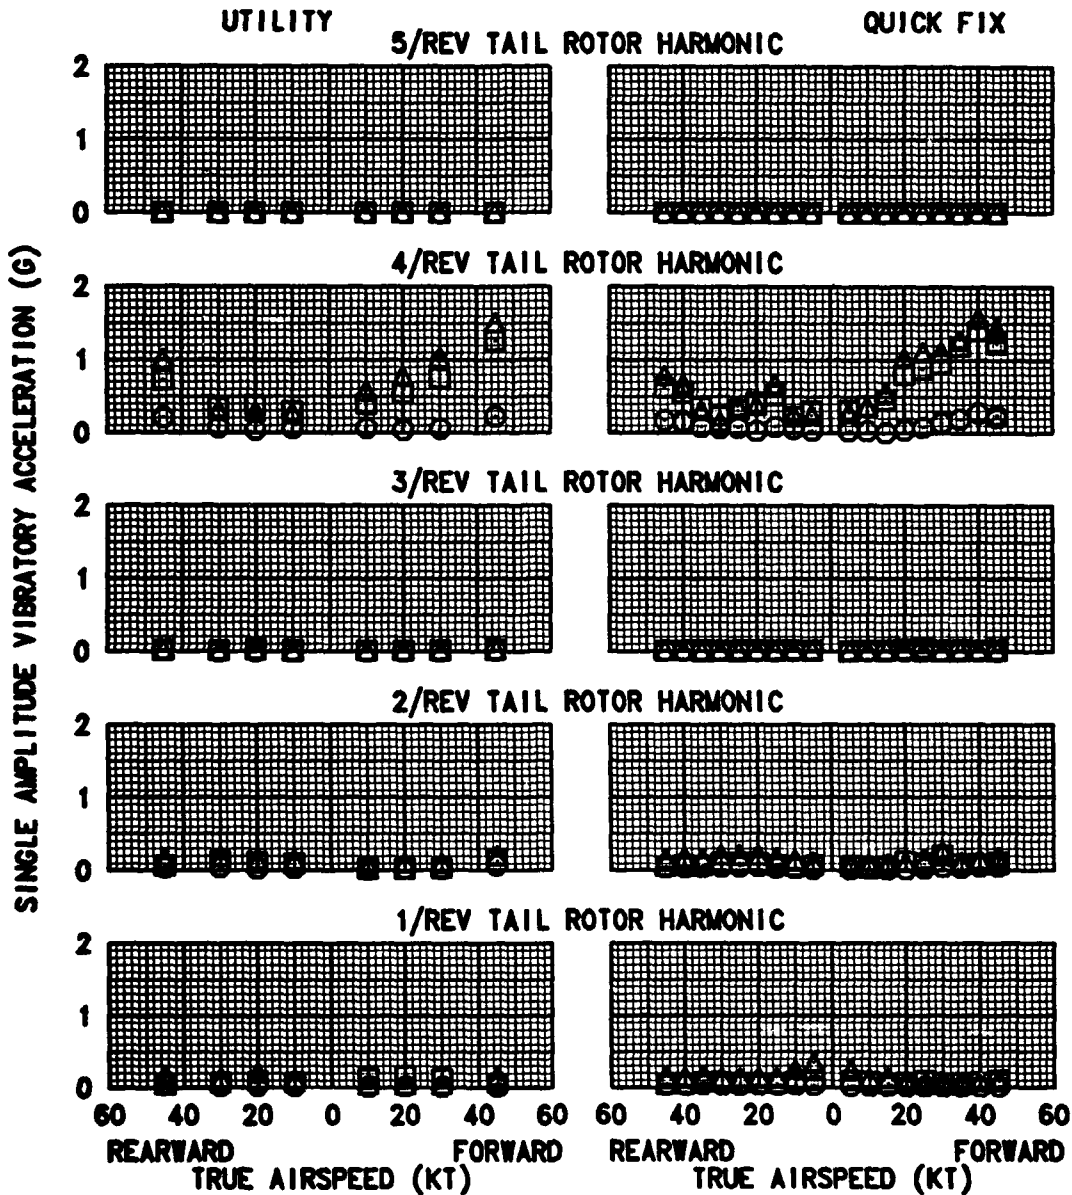 UTILITY QUICK FIX
5/REV TAIL ROTOR HARMONIC
2
1
0
4/REV TAIL ROTOR HARMONIC
2
1
0
3/REV TAIL ROTOR HARMONIC
2
1
0
2/REV TAIL ROTOR HARMONIC
2
1
0
1/REV TAIL ROTOR HARMONIC
2
1
0
SINGLE AMPLITUDE VIBRATORY ACCELERATION (G)
60 40 20 0 20 40 60 60 40 20 0 20 40 60
REARWARD FORWARD REARWARD FORWARD
TRUE AIRSPEED (KT) TRUE AIRSPEED (KT)